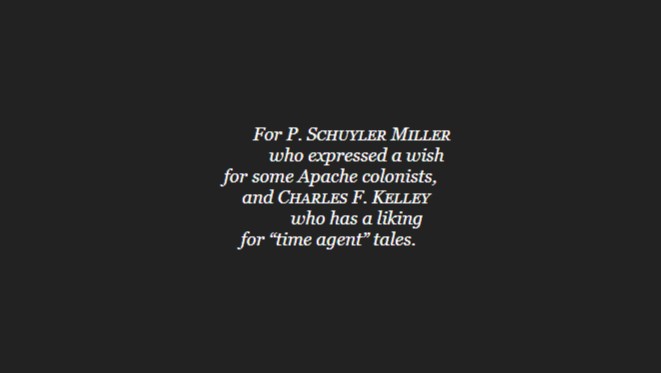 For P. SCHUYLER MILLER
who expressed a wish
for some Apache colonists,
and CHARLES F. KELLEY
who has a liking
for “time agent” tales.